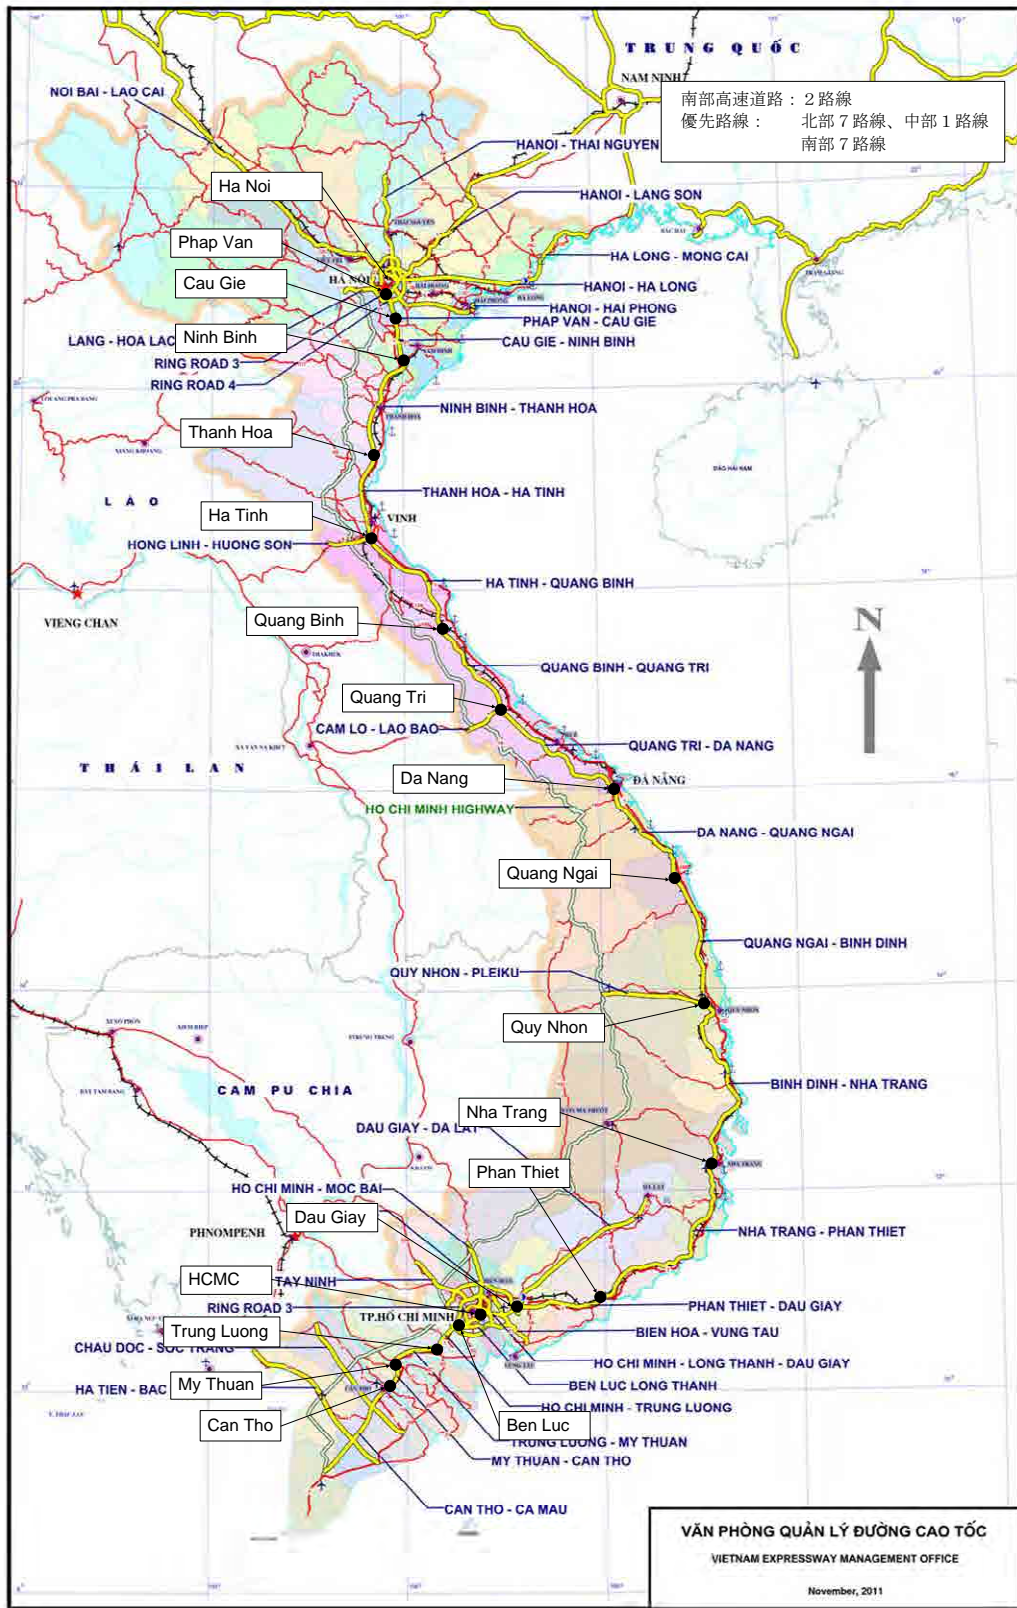 TRUNG QUỐC
NAM NINH
南部高速道路：２路線
優先路線： 北部７路線、中部１路線
南部７路線
NOI BAI - LAO CAI
HANOI - THAI NGUYEN
Ha Noi
HANOI - LANG SON
THAI NGUYEN
Phap Van
HA LONG - MONG CAI
HÀ NỘI
Cau Gie
HANOI - HA LONG
HANOI - HAI PHONG
PHAP VAN - CAU GIE
LANG - HOA LAC
Ninh Binh
CAU GIE - NINH BINH
RING ROAD 3
RING ROAD 4
NINH BINH - THANH HOA
Thanh Hoa
ĐẢO HẢI NAM
LÀO
THANH HOA - HA TINH
Ha Tinh
VINH
HONG LINH - HUONG SON
HA TINH - QUANG BINH
VIENG CHAN
Quang Binh
N
QUANG BINH - QUANG TRI
Quang Tri
CAM LO - LAO BAO
QUANG TRI - DA NANG
THÁI LAN
Da Nang
ĐÀ NẴNG
HO CHI MINH HIGHWAY
DA NANG - QUANG NGAI
Quang Ngai
QUANG NGAI - BINH DINH
QUY NHON - PLEIKU
Quy Nhon
CAM PU CHIA
BINH DINH - NHA TRANG
Nha Trang
DAU GIAY - DA LAT
Phan Thiet
HO CHI MINH - MOC BAI
Dau Giay
PHNOMPENH
NHA TRANG - PHAN THIET
HCMC
TAY NINH
RING ROAD 3
PHAN THIET - DAU GIAY
TP.HỒ CHÍ MINH
Trung Luong
BIEN HOA - VUNG TAU
CHAU DOC - SOC TRANG
HO CHI MINH - LONG THANH - DAU GIAY
My Thuan
BEN LUC LONG THANH
HA TIEN - BAC
HO CHI MINH - TRUNG LUONG
Can Tho
Ben Luc
TRUNG LUONG - MY THUAN
MY THUAN - CAN THO
CAN THO - CA MAU
VĂN PHÒNG QUẢN LÝ ĐƯỜNG CAO TỐC
VIETNAM EXPRESSWAY MANAGEMENT OFFICE
November, 2011